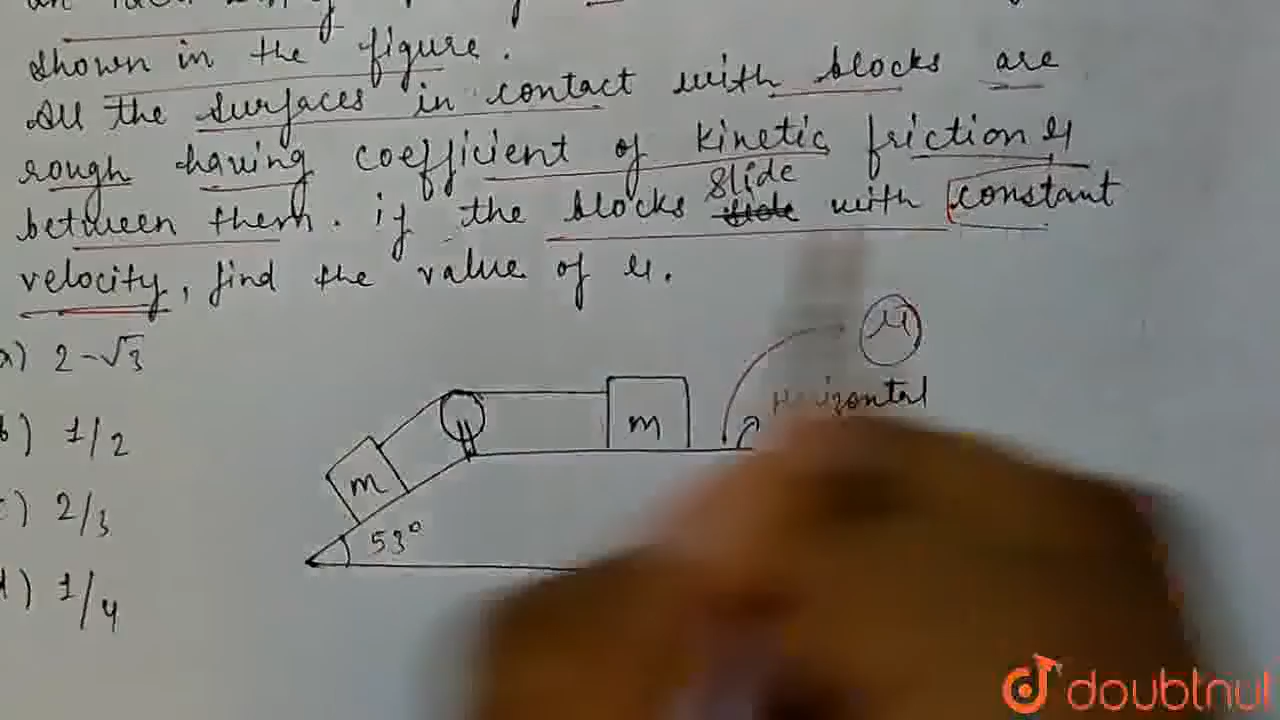 shown in the figure.
All the surfaces in contact with blocks are
rough having coefficient of kinetic friction μ
between them. if the blocks slide with constant
velocity, find the value of μ.
a) 2-√3
b) 1/2
c) 2/3
d) 1/4
m
m
53°
μ
Horizontal
doubtnut